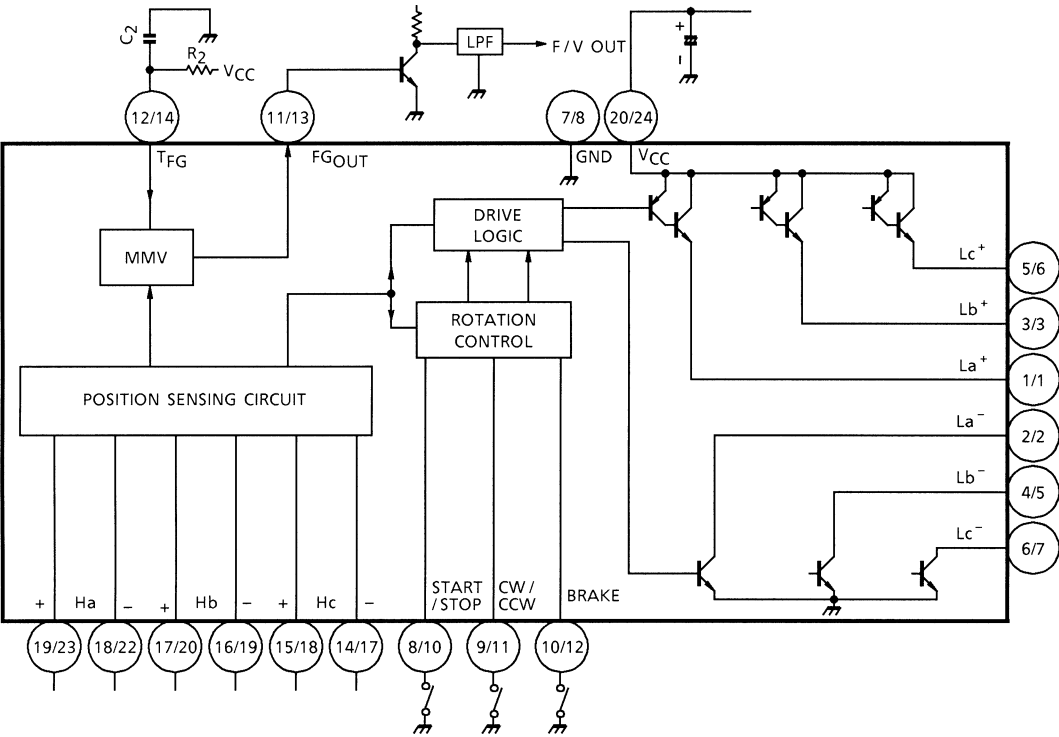 C2
R2
VCC
LPF
F/V OUT
+
-
12/14
11/13
7/8
20/24
TFG
FGOUT
GND
VCC
MMV
DRIVE
LOGIC
ROTATION
CONTROL
POSITION SENSING CIRCUIT
Lc+
5/6
Lb+
3/3
La+
1/1
La−
2/2
Lb−
4/5
Lc−
6/7
+ Ha −
+ Hb −
+ Hc −
START
/STOP
CW/
CCW
BRAKE
19/23
18/22
17/20
16/19
15/18
14/17
8/10
9/11
10/12